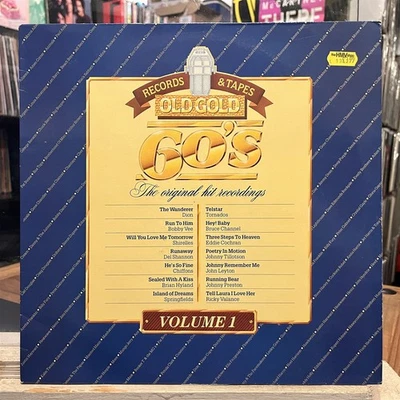 McCARTNEY
THERE
RECORDS & TAPES
OLD GOLD
60's
The original hit recordings
The Wanderer
Dion
Run To Him
Bobby Vee
Will You Love Me Tomorrow
Shirelles
Runaway
Del Shannon
He's So Fine
Chiffons
Sealed With A Kiss
Brian Hyland
Island of Dreams
Springfields
Telstar
Tornados
Hey! Baby
Bruce Channel
Three Steps To Heaven
Eddie Cochran
Poetry In Motion
Johnny Tillotson
Johnny Remember Me
John Leyton
Running Bear
Johnny Preston
Tell Laura I Love Her
Ricky Valance
VOLUME 1